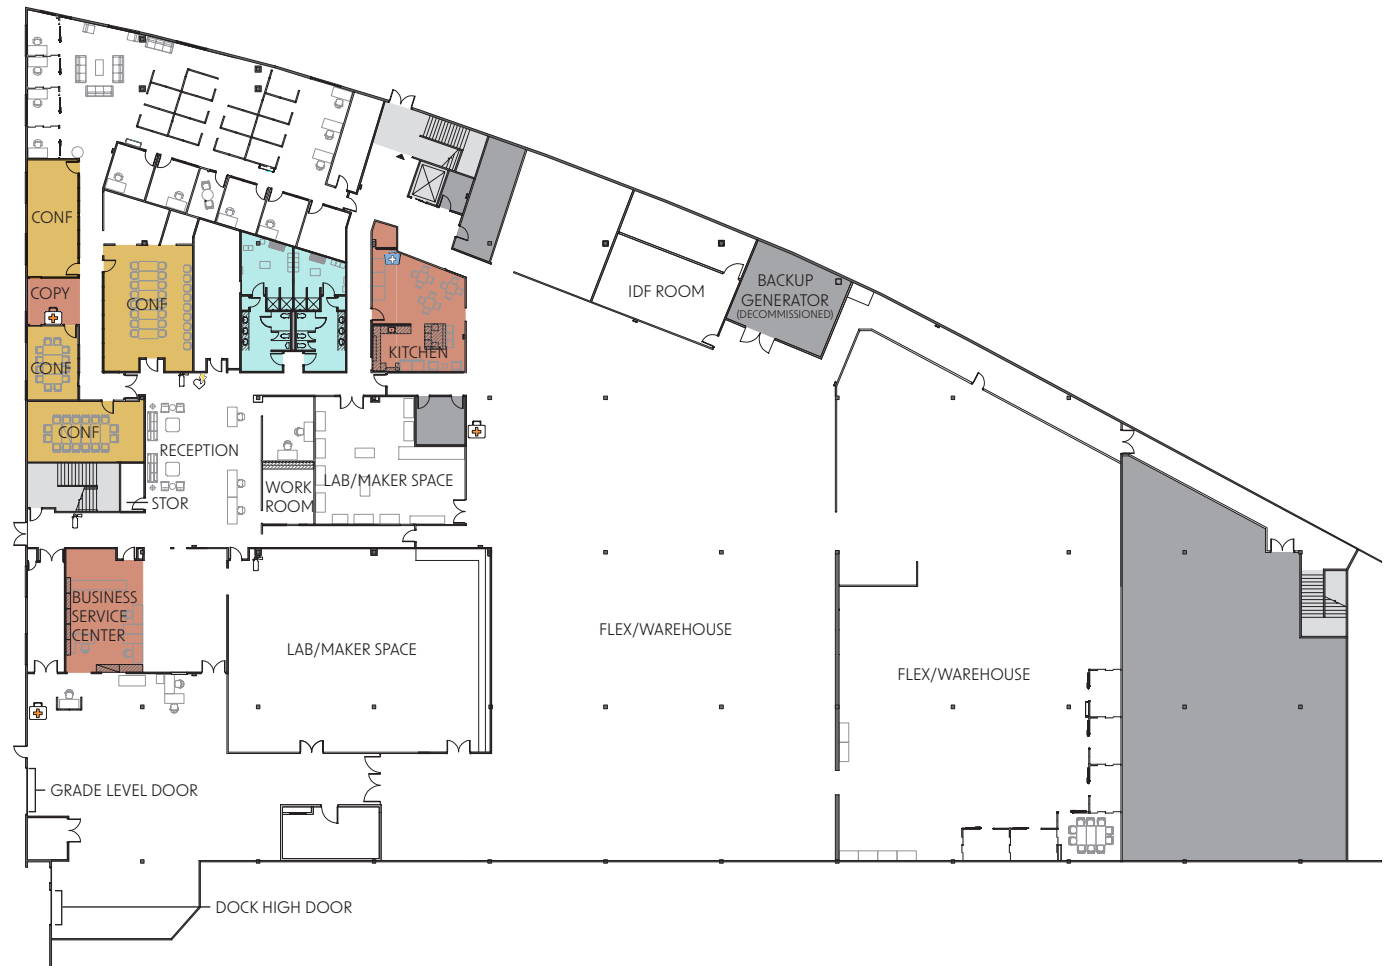 CONF
COPY
CONF
CONF
CONF
IDF ROOM
BACKUP
GENERATOR
(DECOMMISSIONED)
KITCHEN
RECEPTION
WORK
ROOM
LAB/MAKER SPACE
STOR
BUSINESS
SERVICE
CENTER
LAB/MAKER SPACE
FLEX/WAREHOUSE
FLEX/WAREHOUSE
GRADE LEVEL DOOR
DOCK HIGH DOOR